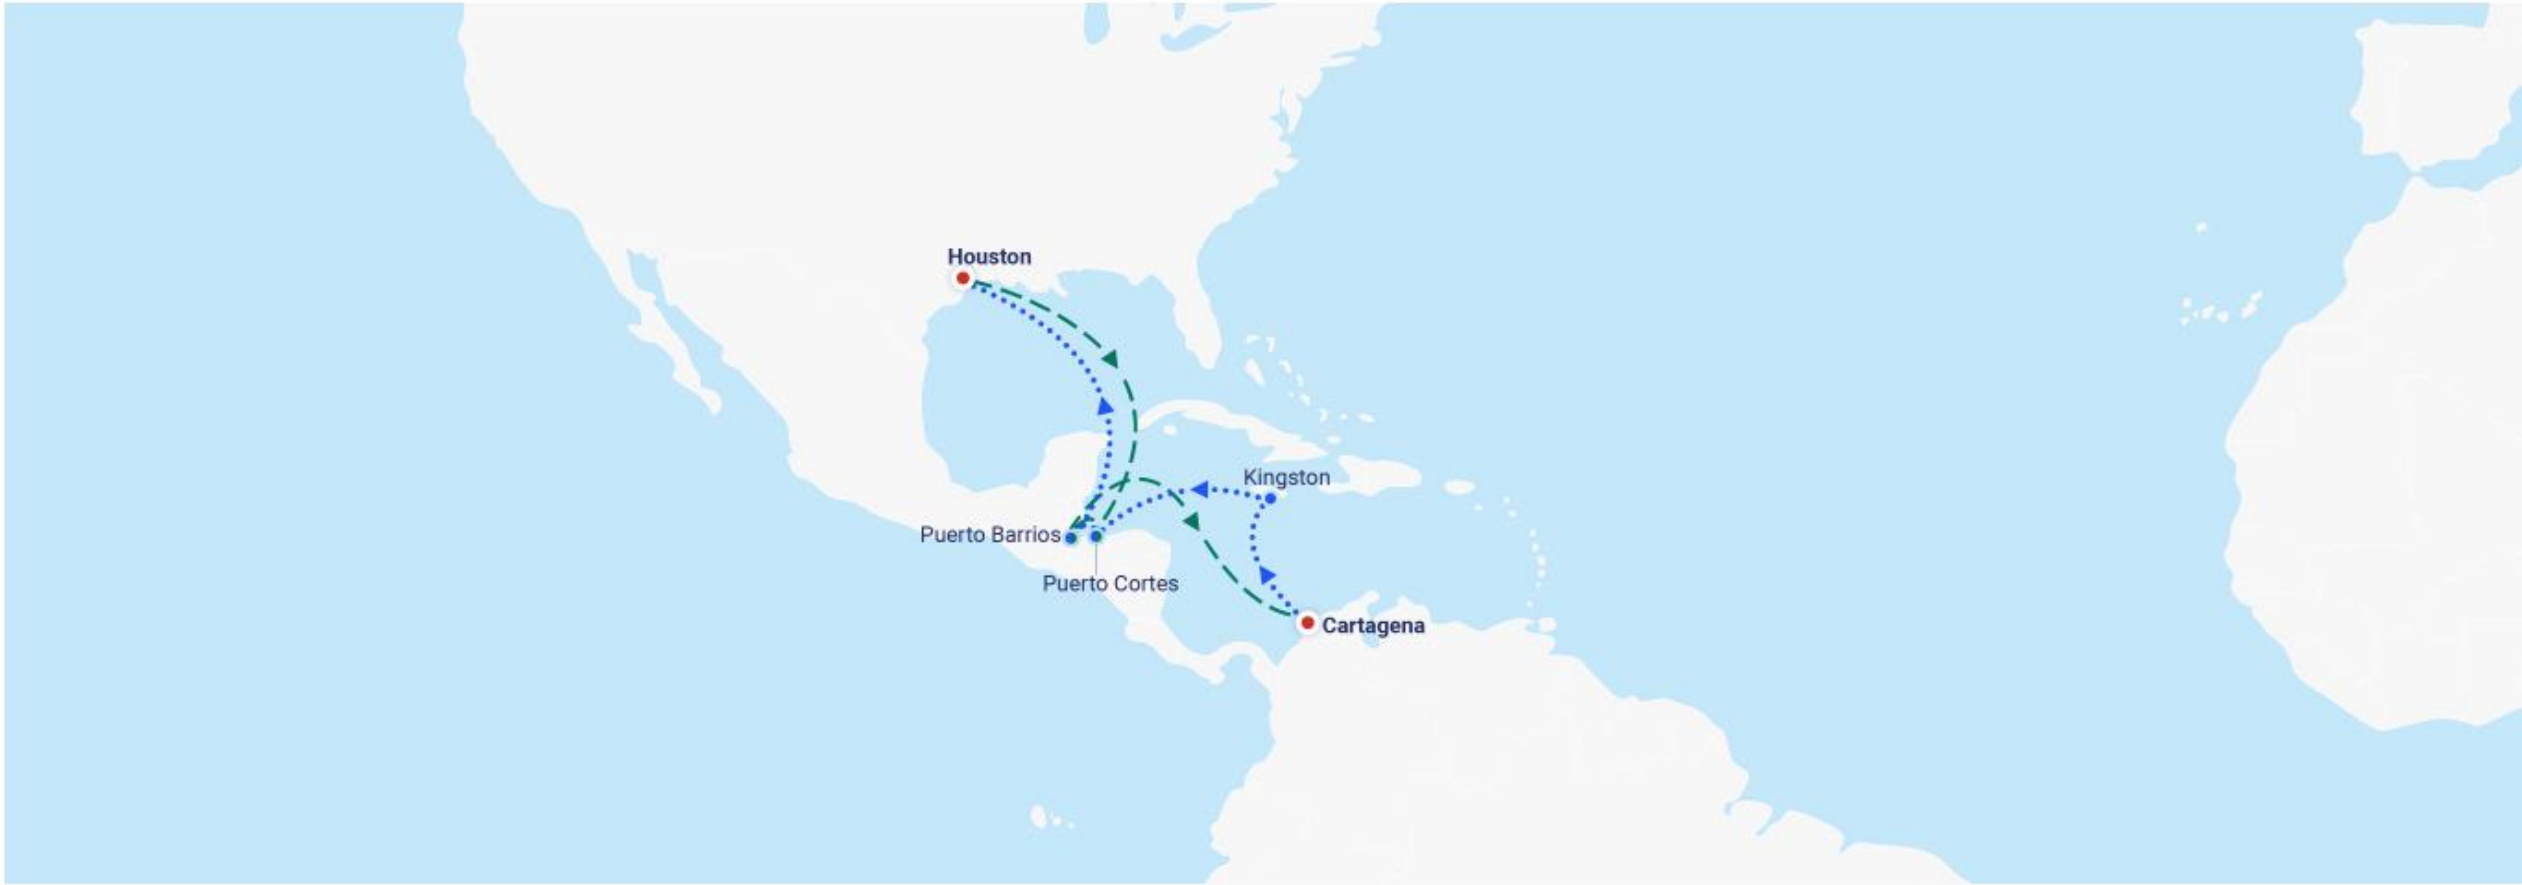 Houston
Kingston
Puerto Barrios
Puerto Cortes
Cartagena